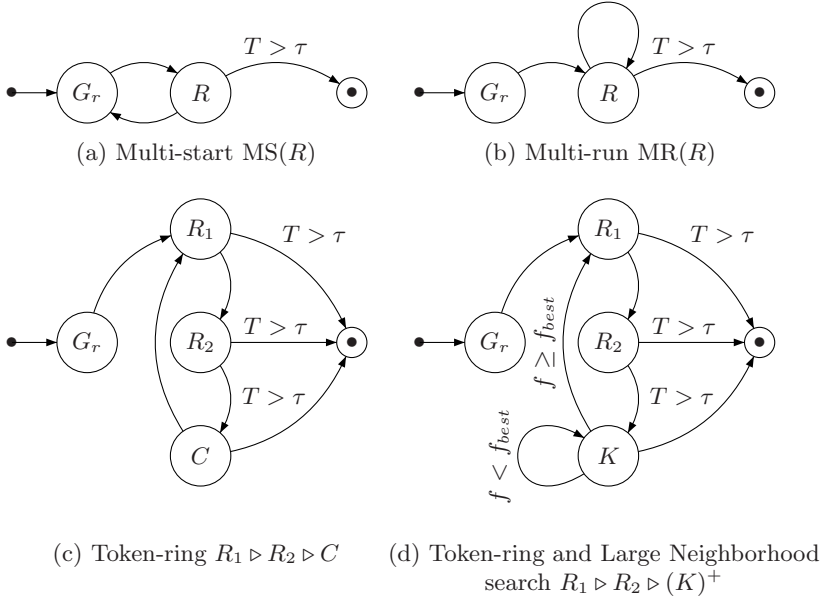 T > τ
G_r
R
(a) Multi-start MS(R)
T > τ
G_r
R
(b) Multi-run MR(R)
R_1
T > τ
G_r
R_2
T > τ
T > τ
C
(c) Token-ring R_1 ▷ R_2 ▷ C
R_1
T > τ
f ≥ f_best
G_r
R_2
T > τ
T > τ
f < f_best
K
(d) Token-ring and Large Neighborhood
search R_1 ▷ R_2 ▷ (K)^+